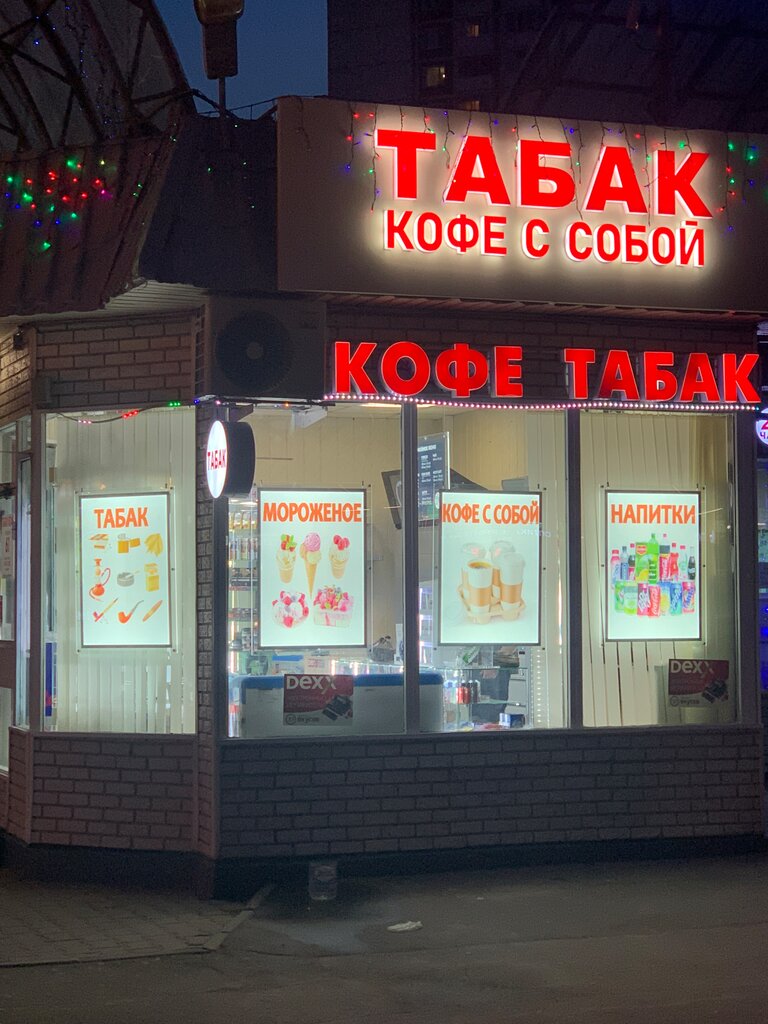 ТАБАК
КОФЕ С СОБОЙ
КОФЕ ТАБАК
ТАБАК
ТАБАК
МОРОЖЕНОЕ
КОФЕ С СОБОЙ
НАПИТКИ
DEXX
DEXX